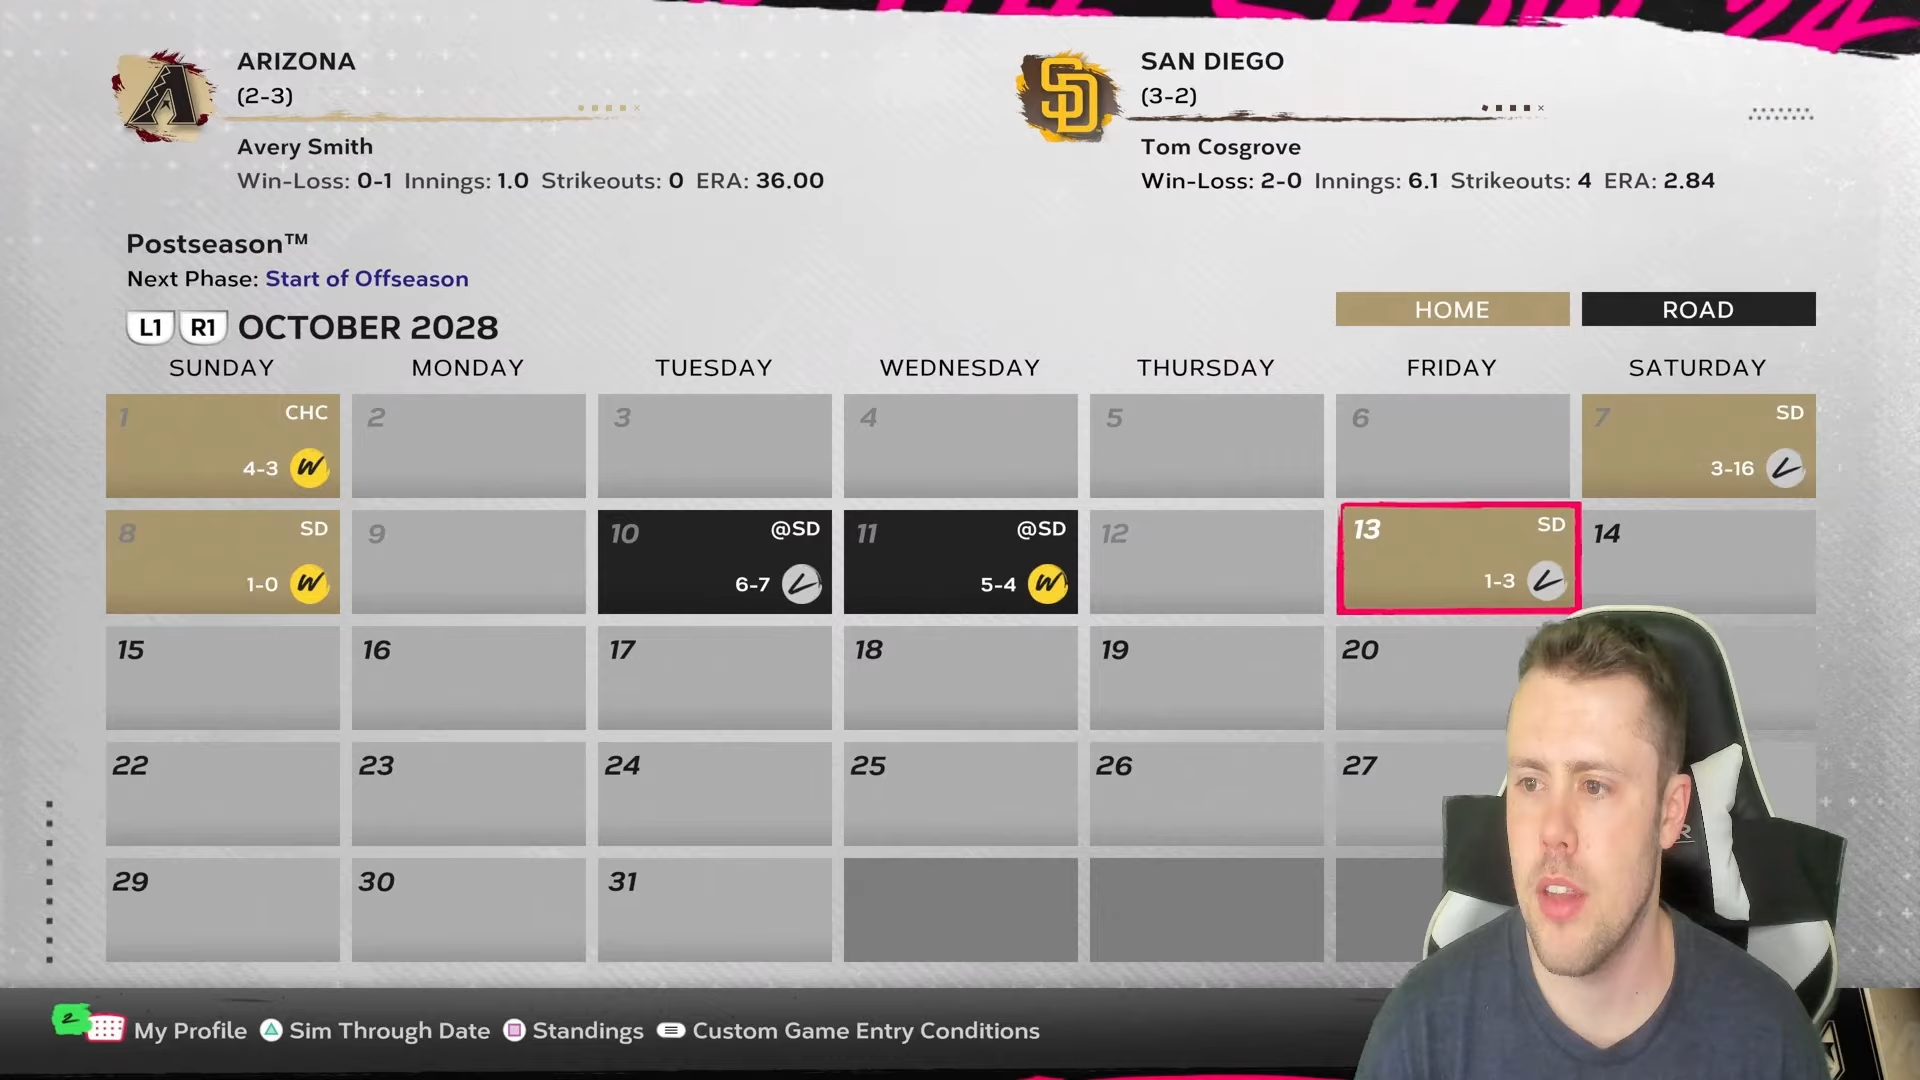 THE SHOW 24
ARIZONA
(2-3)
Avery Smith
Win-Loss: 0-1 Innings: 1.0 Strikeouts: 0 ERA: 36.00
SD
SAN DIEGO
(3-2)
Tom Cosgrove
Win-Loss: 2-0 Innings: 6.1 Strikeouts: 4 ERA: 2.84
Postseason™
Next Phase: Start of Offseason
L1 R1 OCTOBER 2028
HOME ROAD
SUNDAY MONDAY TUESDAY WEDNESDAY THURSDAY FRIDAY SATURDAY
1 CHC 2 3 4 5 6 7 SD
4-3 W 3-16 L
8 SD 9 10 @SD 11 @SD 12 13 SD 14
1-0 W 6-7 L 5-4 W 1-3 L
15 16 17 18 19 20
22 23 24 25 26 27
29 30 31
2 My Profile Sim Through Date Standings Custom Game Entry Conditions